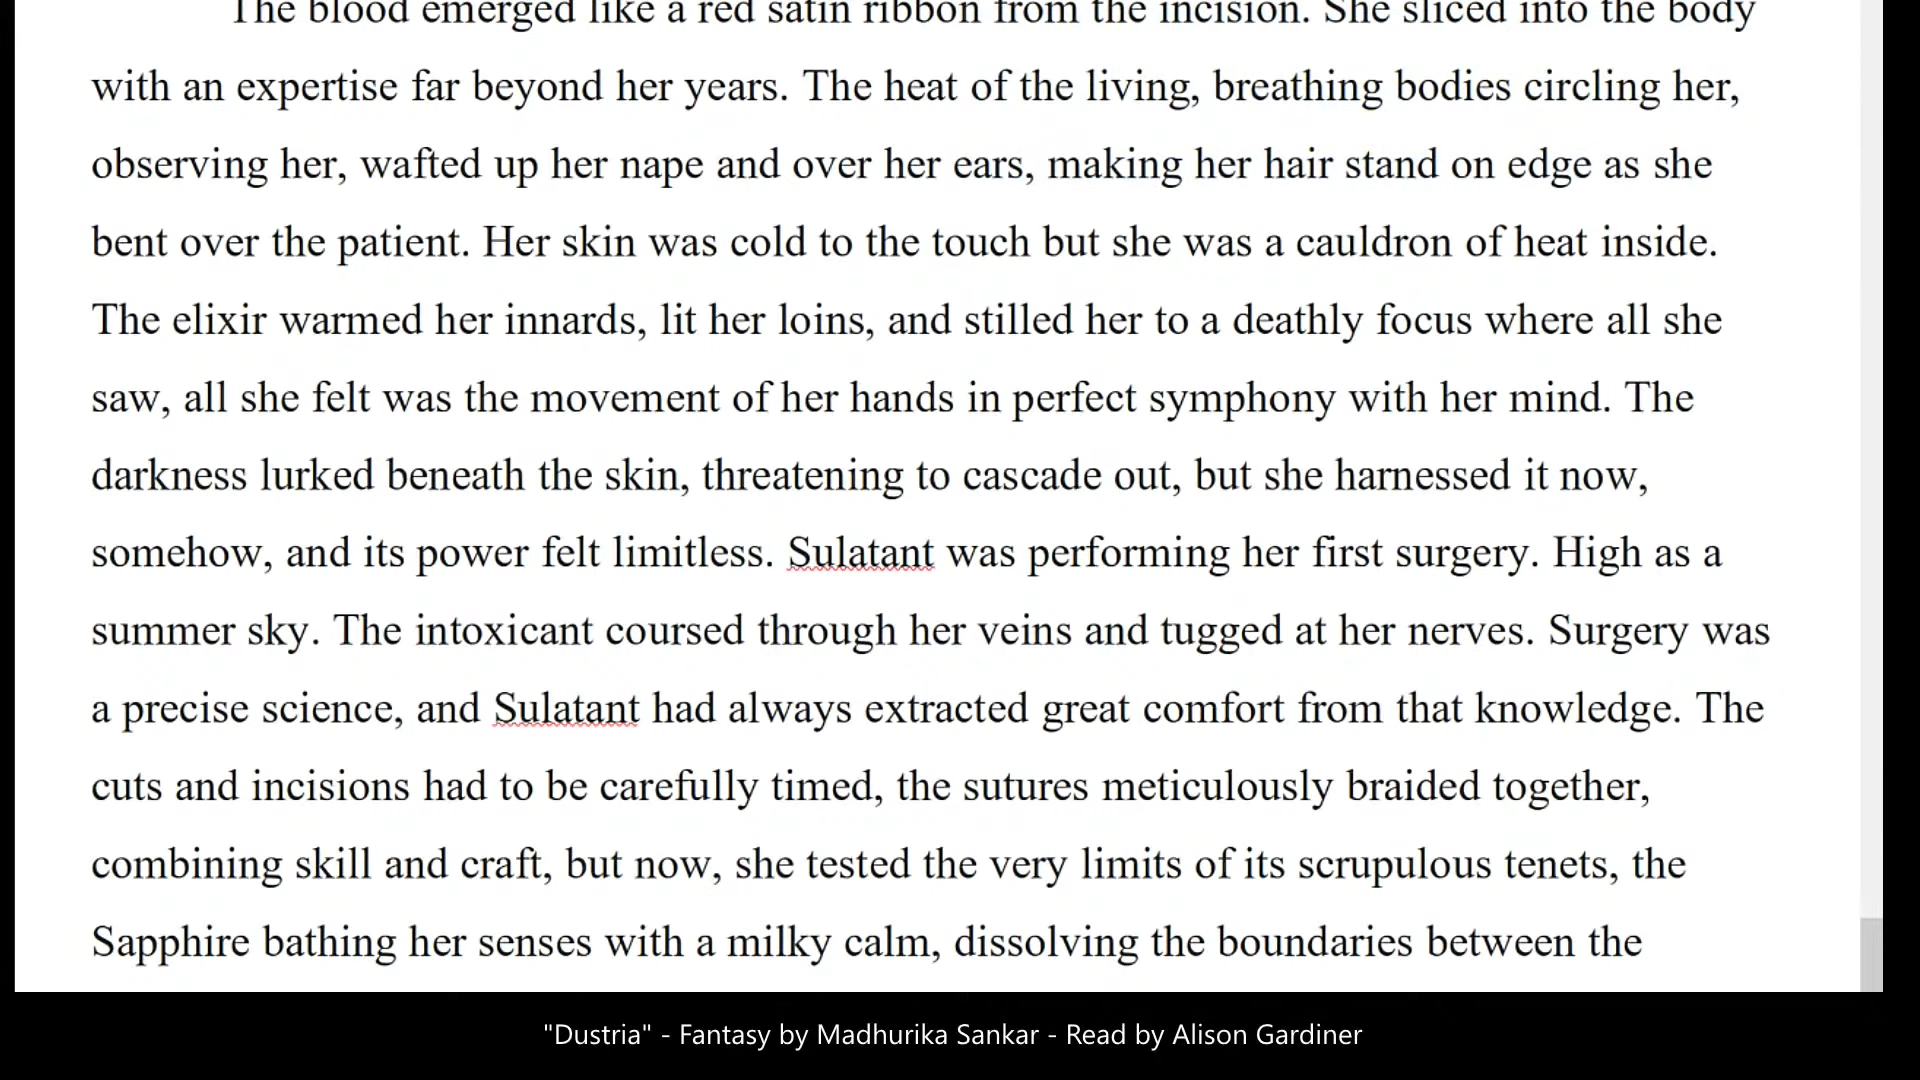 The blood emerged like a red satin ribbon from the incision. She sliced into the body
with an expertise far beyond her years. The heat of the living, breathing bodies circling her,
observing her, wafted up her nape and over her ears, making her hair stand on edge as she
bent over the patient. Her skin was cold to the touch but she was a cauldron of heat inside.
The elixir warmed her innards, lit her loins, and stilled her to a deathly focus where all she
saw, all she felt was the movement of her hands in perfect symphony with her mind. The
darkness lurked beneath the skin, threatening to cascade out, but she harnessed it now,
somehow, and its power felt limitless. Sulatant was performing her first surgery. High as a
summer sky. The intoxicant coursed through her veins and tugged at her nerves. Surgery was
a precise science, and Sulatant had always extracted great comfort from that knowledge. The
cuts and incisions had to be carefully timed, the sutures meticulously braided together,
combining skill and craft, but now, she tested the very limits of its scrupulous tenets, the
Sapphire bathing her senses with a milky calm, dissolving the boundaries between the
"Dustria" - Fantasy by Madhurika Sankar - Read by Alison Gardiner